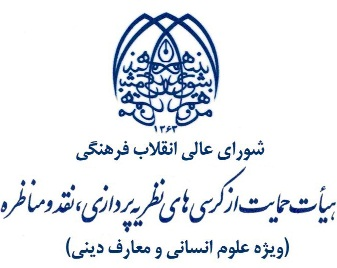 ۱۳۶۳
شورای عالی انقلاب فرهنگی
هیأت حمایت از کرسی های نظریه پردازی، نقد و مناظره
(ویژه علوم انسانی و معارف دینی)